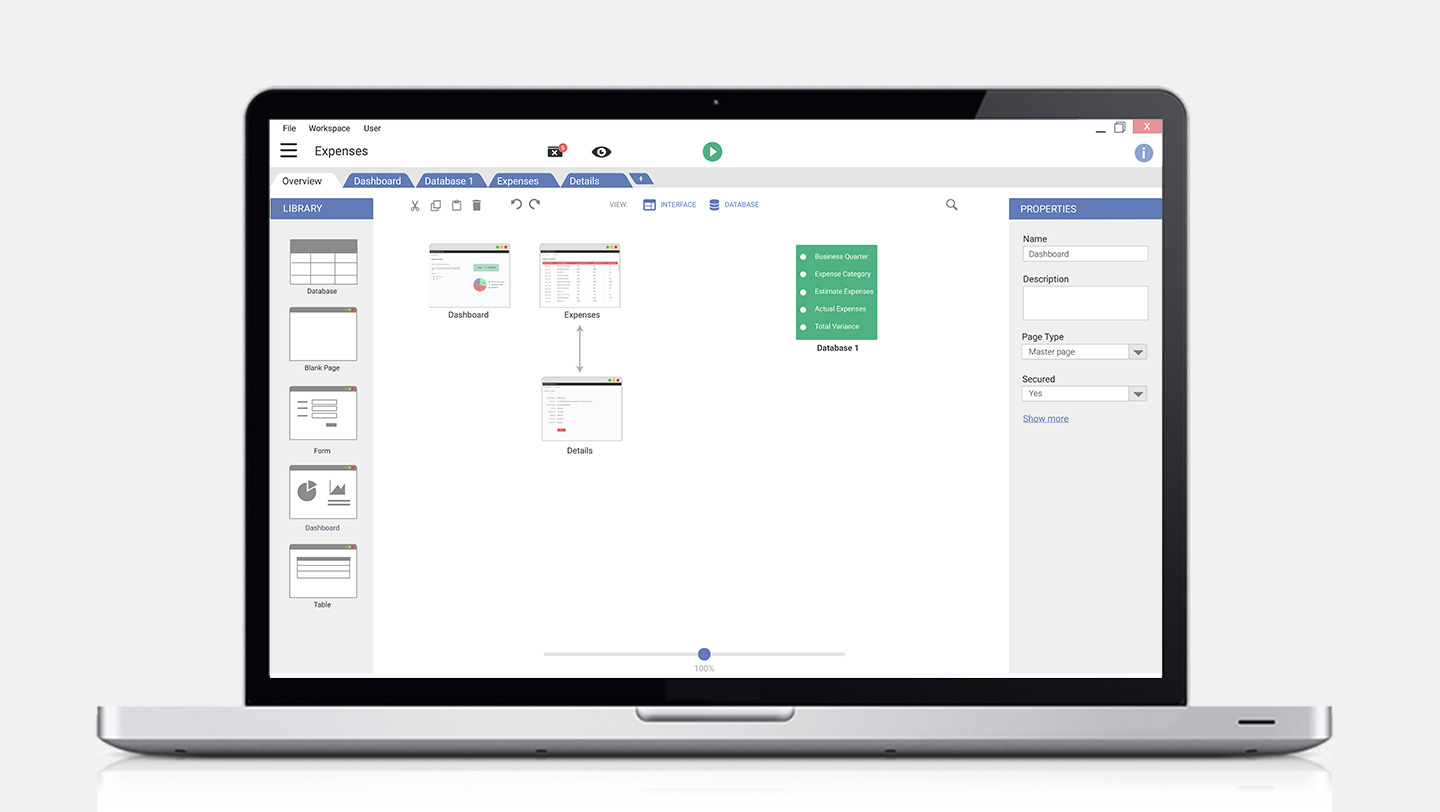 File Workspace User
Expenses
5
X
i
Overview Dashboard Database 1 Expenses Details +
LIBRARY
VIEW: INTERFACE DATABASE
PROPERTIES
Database
Blank Page
Form
Dashboard
Table
Dashboard
Expenses
Details
Business Quarter
Expense Category
Estimate Expenses
Actual Expenses
Total Variance
Database 1
Name
Dashboard
Description
Page Type
Master page
Secured
Yes
Show more
100%